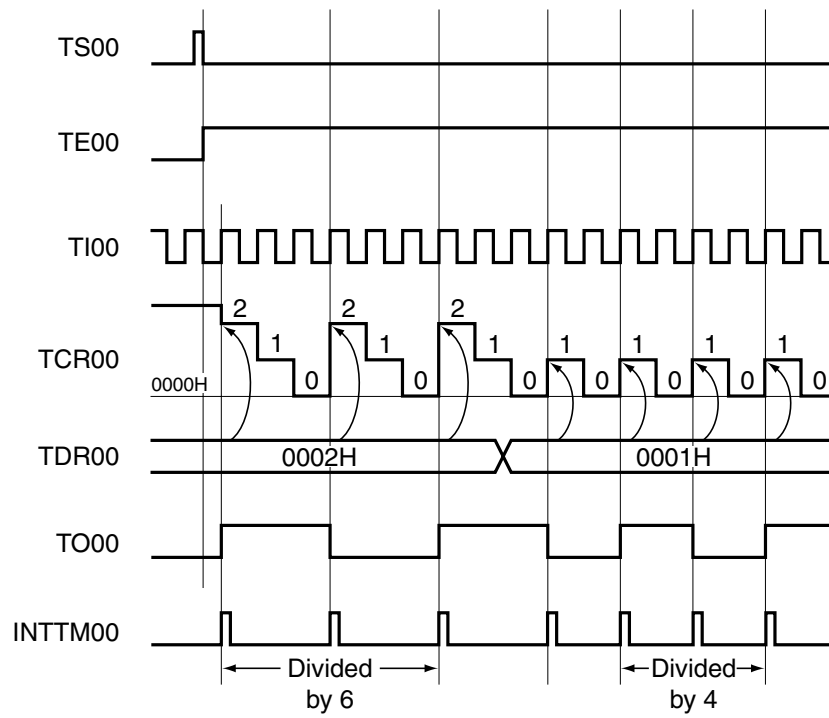 TS00
TE00
TI00
TCR00
2
1
0
2
1
0
2
1
0
1
0
1
0
1
0
1
0
0000H
TDR00
0002H
0001H
TO00
INTTM00
Divided
by 6
Divided
by 4